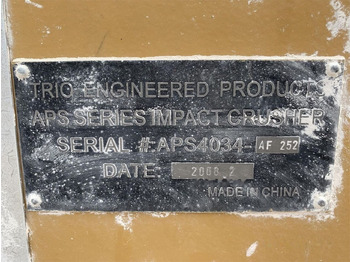 TRIO ENGINEERED PRODUCTS
APS SERIES IMPACT CRUSHER
SERIAL # APS4034-AF 252
DATE 2008.2
MADE IN CHINA